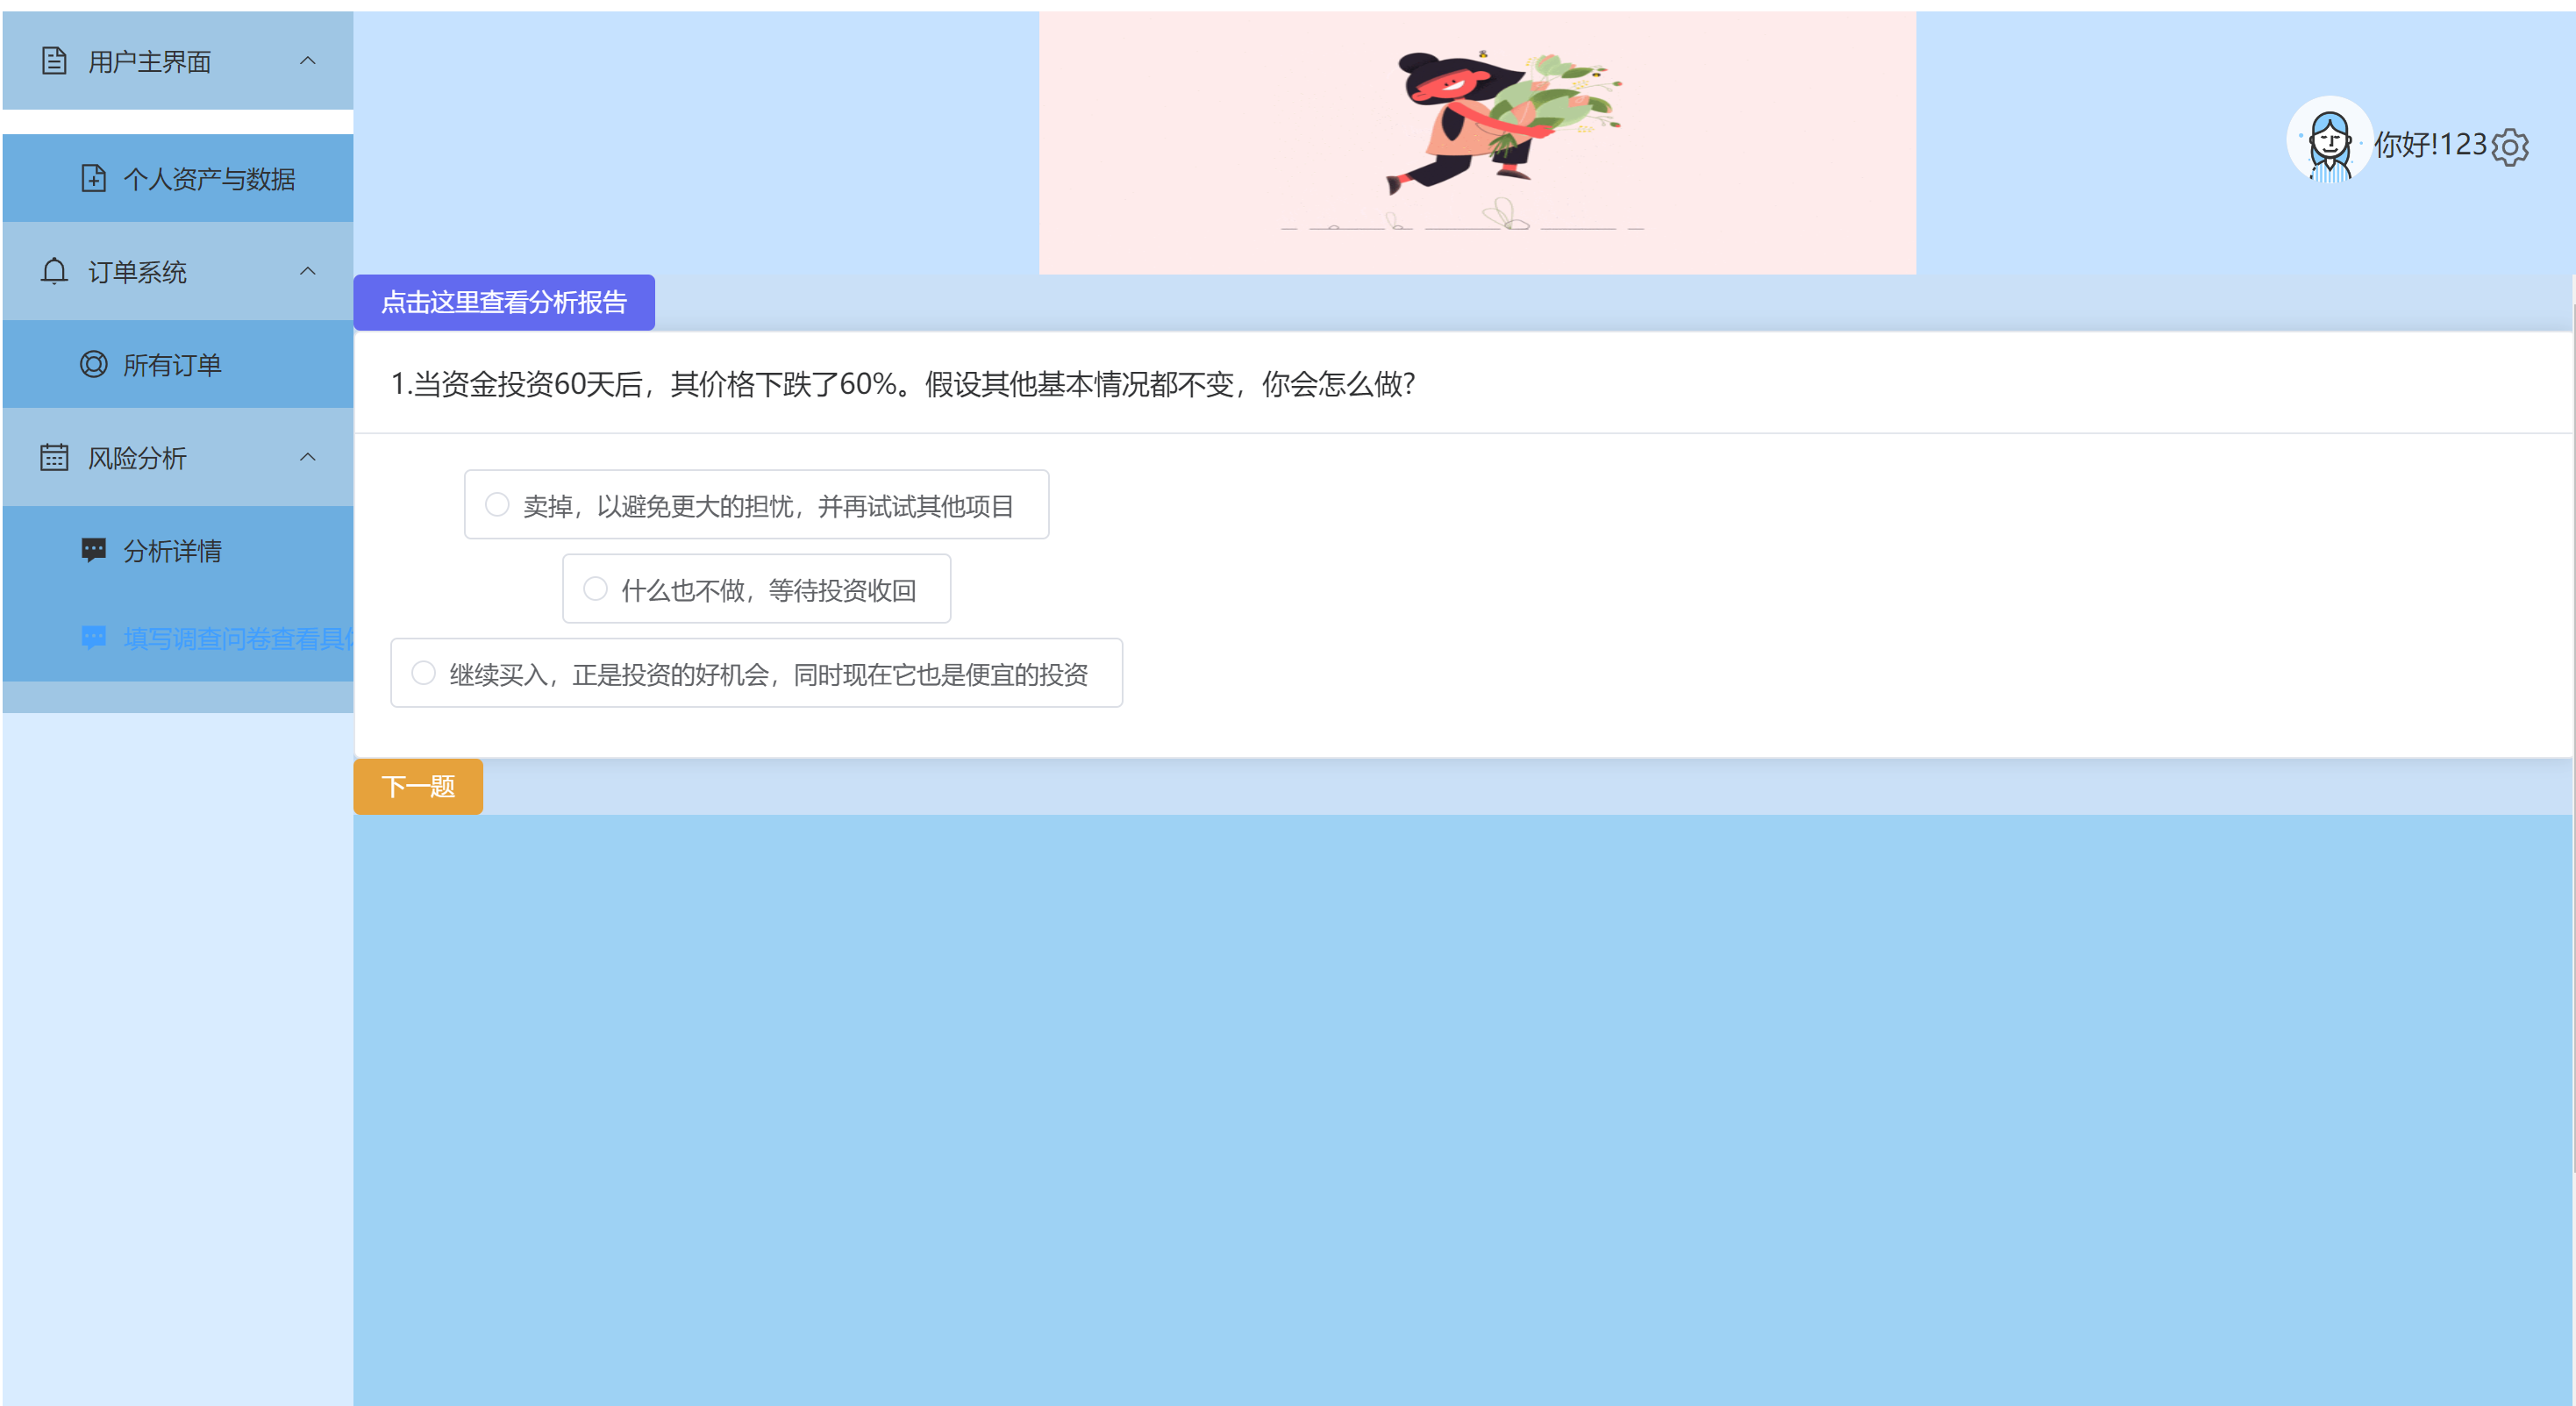 用户主界面
个人资产与数据
订单系统
所有订单
风险分析
分析详情
填写调查问卷查看具
你好!123
点击这里查看分析报告
1.当资金投资60天后，其价格下跌了60%。假设其他基本情况都不变，你会怎么做?
卖掉，以避免更大的担忧，并再试试其他项目
什么也不做，等待投资收回
继续买入，正是投资的好机会，同时现在它也是便宜的投资
下一题